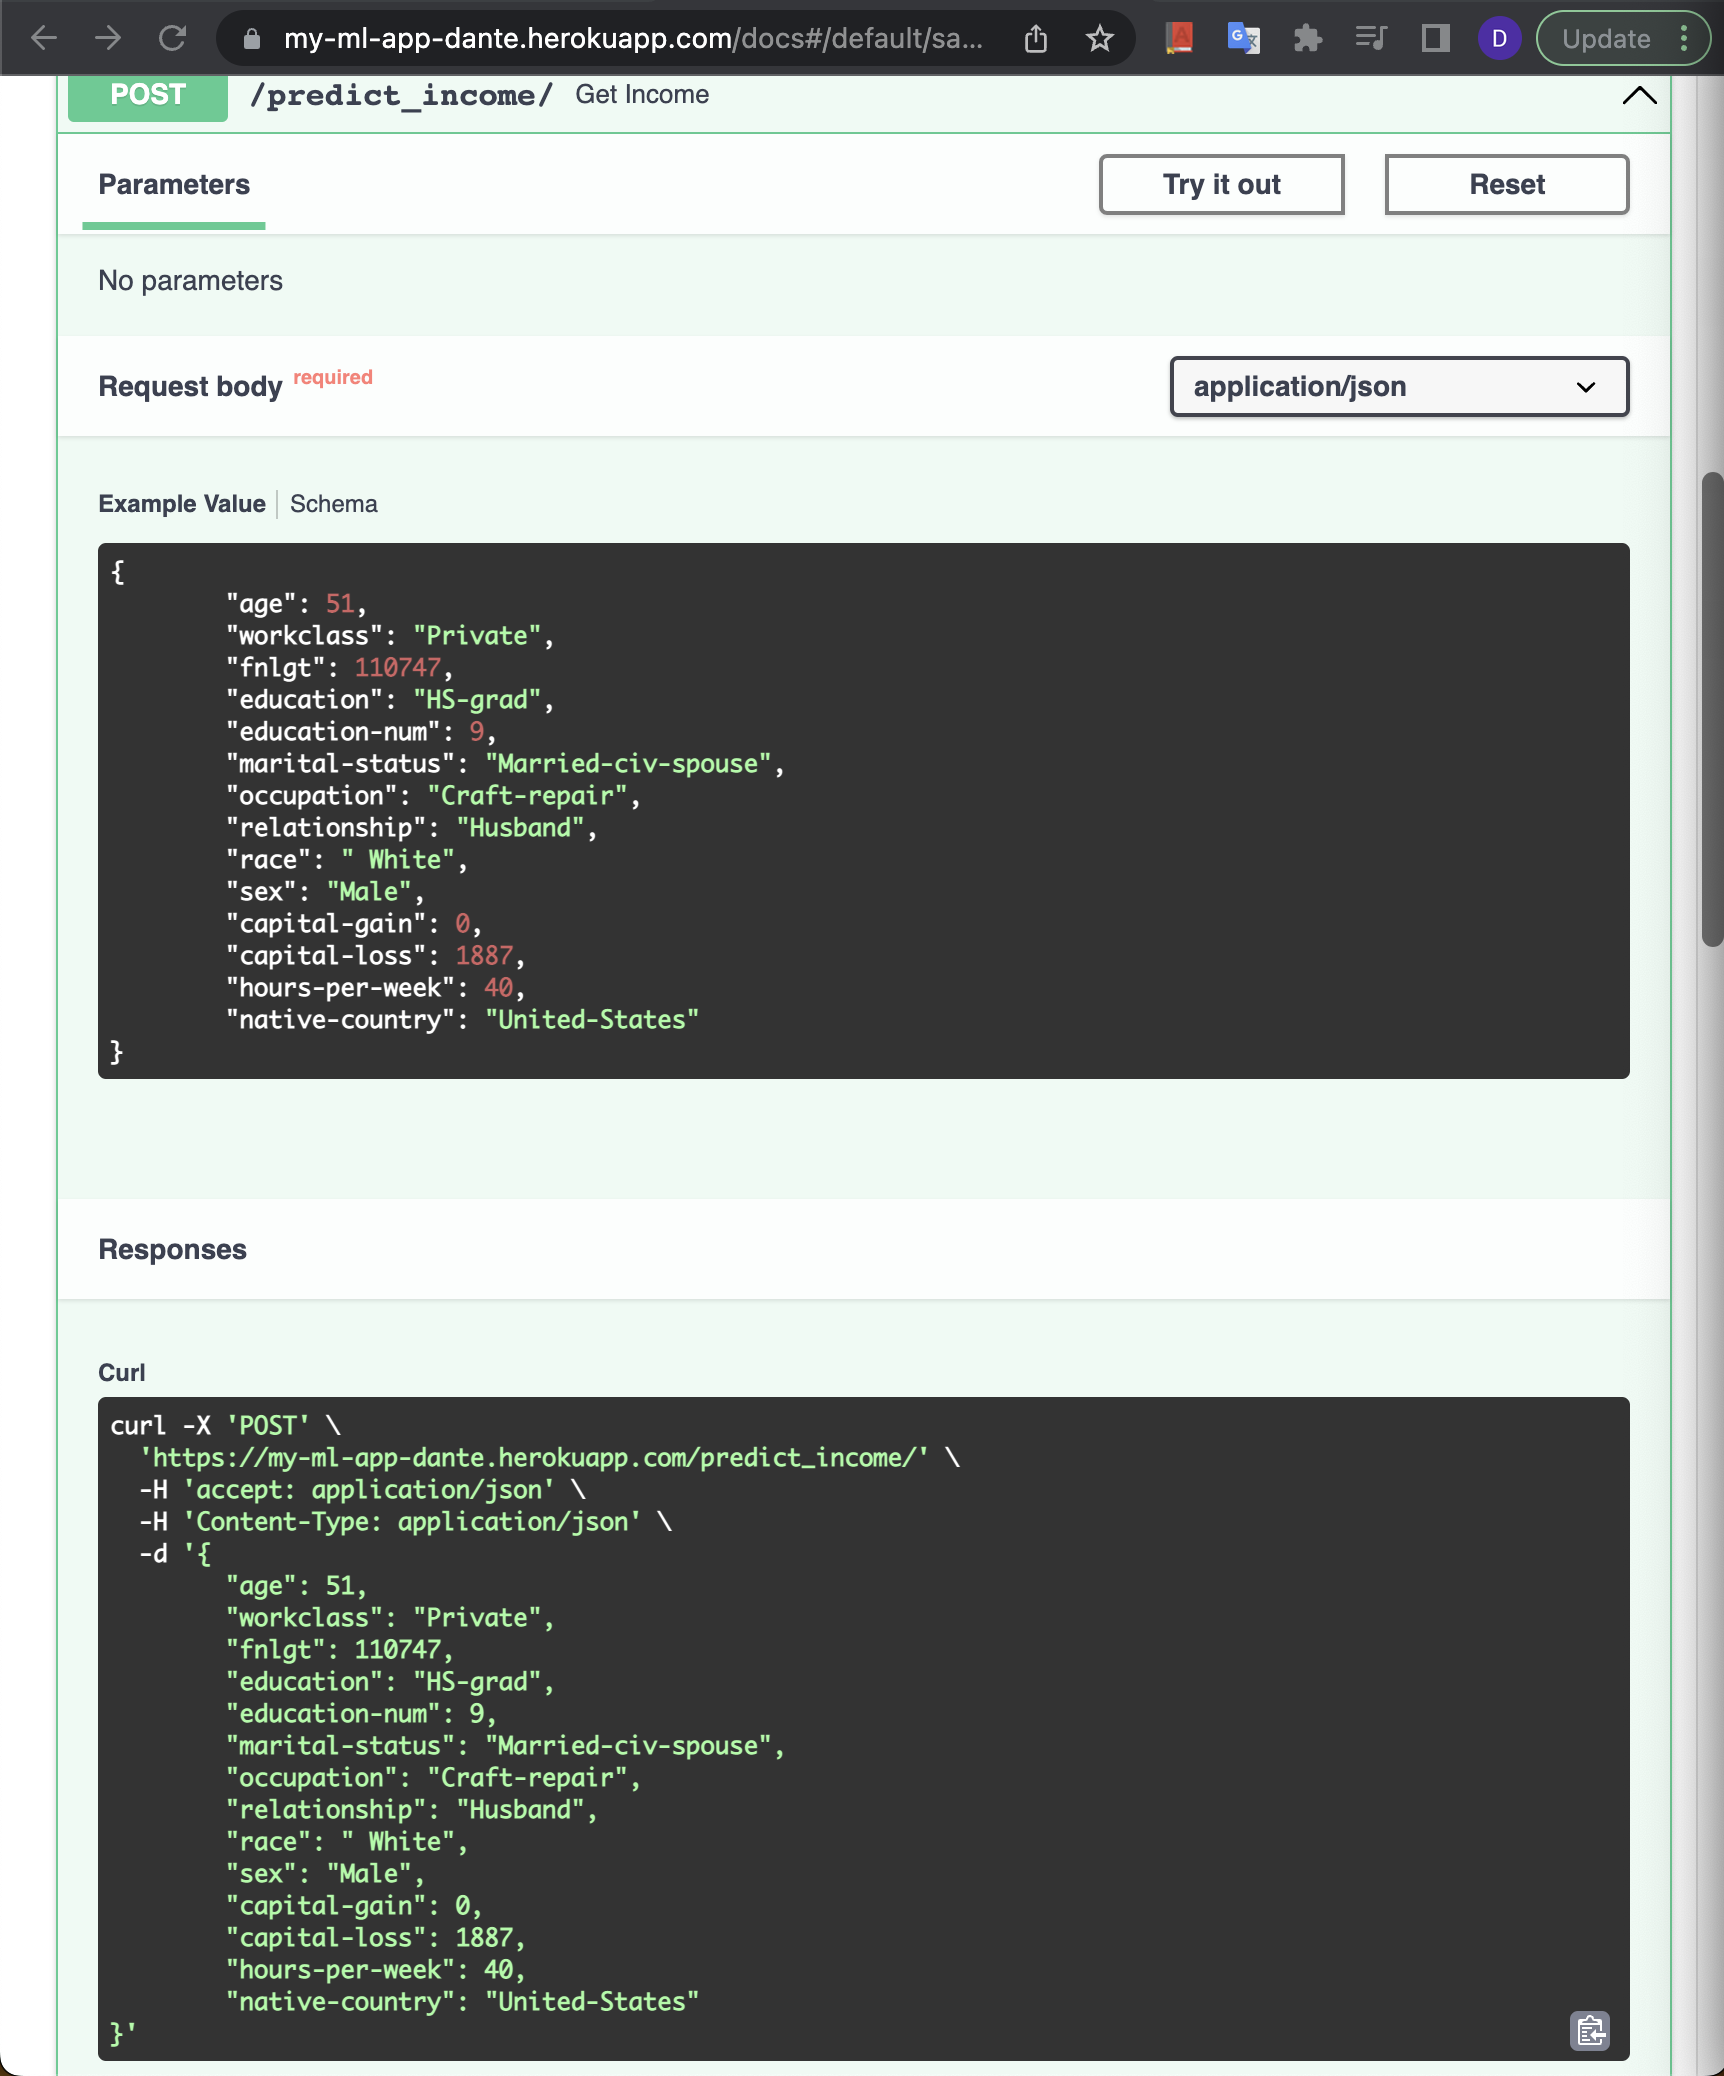 my-ml-app-dante.herokuapp.com/docs#/default/sa...
D
Update
POST /predict_income/ Get Income
Parameters
Try it out
Reset
No parameters
Request body required
application/json
Example Value
Schema
{
"age": 51,
"workclass": "Private",
"fnlgt": 110747,
"education": "HS-grad",
"education-num": 9,
"marital-status": "Married-civ-spouse",
"occupation": "Craft-repair",
"relationship": "Husband",
"race": " White",
"sex": "Male",
"capital-gain": 0,
"capital-loss": 1887,
"hours-per-week": 40,
"native-country": "United-States"
}
Responses
Curl
curl -X 'POST' \
'https://my-ml-app-dante.herokuapp.com/predict_income/' \
-H 'accept: application/json' \
-H 'Content-Type: application/json' \
-d '{
"age": 51,
"workclass": "Private",
"fnlgt": 110747,
"education": "HS-grad",
"education-num": 9,
"marital-status": "Married-civ-spouse",
"occupation": "Craft-repair",
"relationship": "Husband",
"race": " White",
"sex": "Male",
"capital-gain": 0,
"capital-loss": 1887,
"hours-per-week": 40,
"native-country": "United-States"
}'